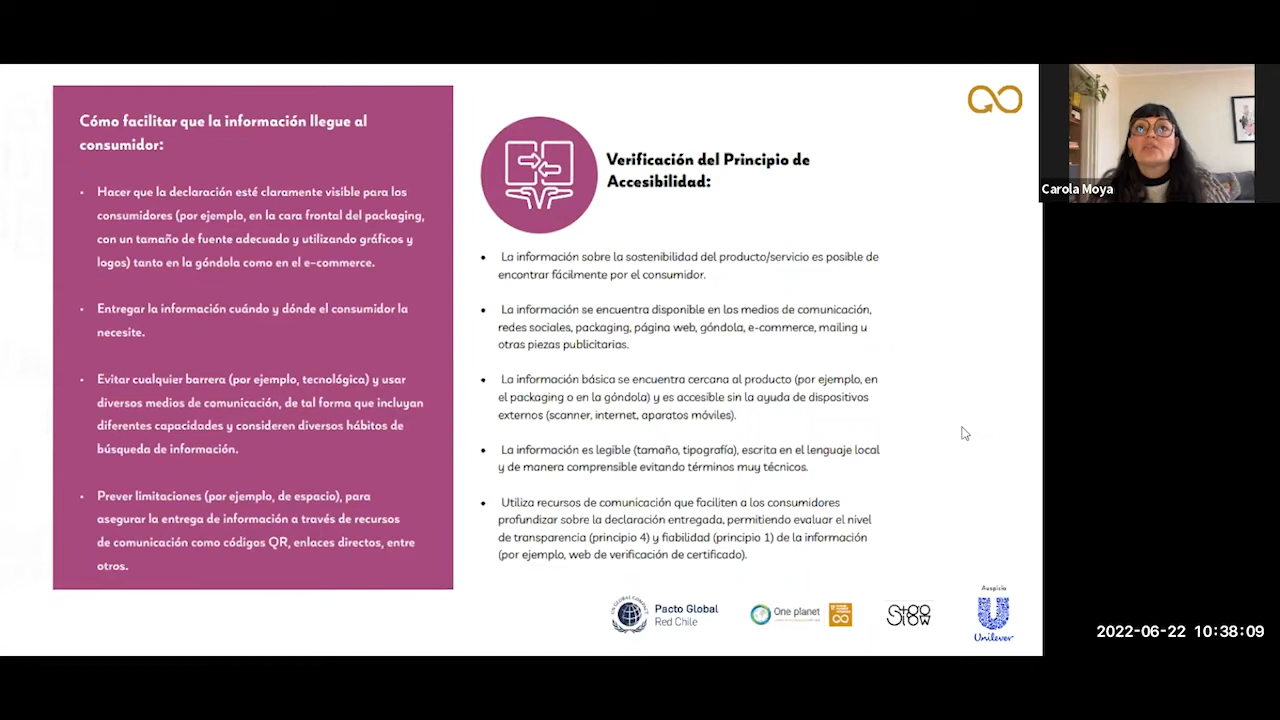 Cómo facilitar que la información llegue al
consumidor:
• Hacer que la declaración esté claramente visible para los
consumidores (por ejemplo, en la cara frontal del packaging,
con un tamaño de fuente adecuado y utilizando gráficos y
logos) tanto en la góndola como en el e-commerce.
• Entregar la información cuándo y dónde el consumidor la
necesite.
• Evitar cualquier barrera (por ejemplo, tecnológica) y usar
diversos medios de comunicación, de tal forma que incluyan
diferentes capacidades y consideren diversos hábitos de
búsqueda de información.
• Prever limitaciones (por ejemplo, de espacio), para
asegurar la entrega de información a través de recursos
de comunicación como códigos QR, enlaces directos, entre
otros.
Verificación del Principio de
Accesibilidad:
• La información sobre la sostenibilidad del producto/servicio es posible de
encontrar fácilmente por el consumidor.
• La información se encuentra disponible en los medios de comunicación,
redes sociales, packaging, página web, góndola, e-commerce, mailing u
otras piezas publicitarias.
• La información básica se encuentra cercana al producto (por ejemplo, en
el packaging o en la góndola) y es accesible sin la ayuda de dispositivos
externos (scanner, internet, aparatos móviles).
• La información es legible (tamaño, tipografía), escrita en el lenguaje local
y de manera comprensible evitando términos muy técnicos.
• Utiliza recursos de comunicación que faciliten a los consumidores
profundizar sobre la declaración entregada, permitiendo evaluar el nivel
de transparencia (principio 4) y fiabilidad (principio 1) de la información
(por ejemplo, web de verificación de certificado).
Pacto Global
Red Chile
One planet
Auspicia
Unilever
Carola Moya
2022-06-22 10:38:09